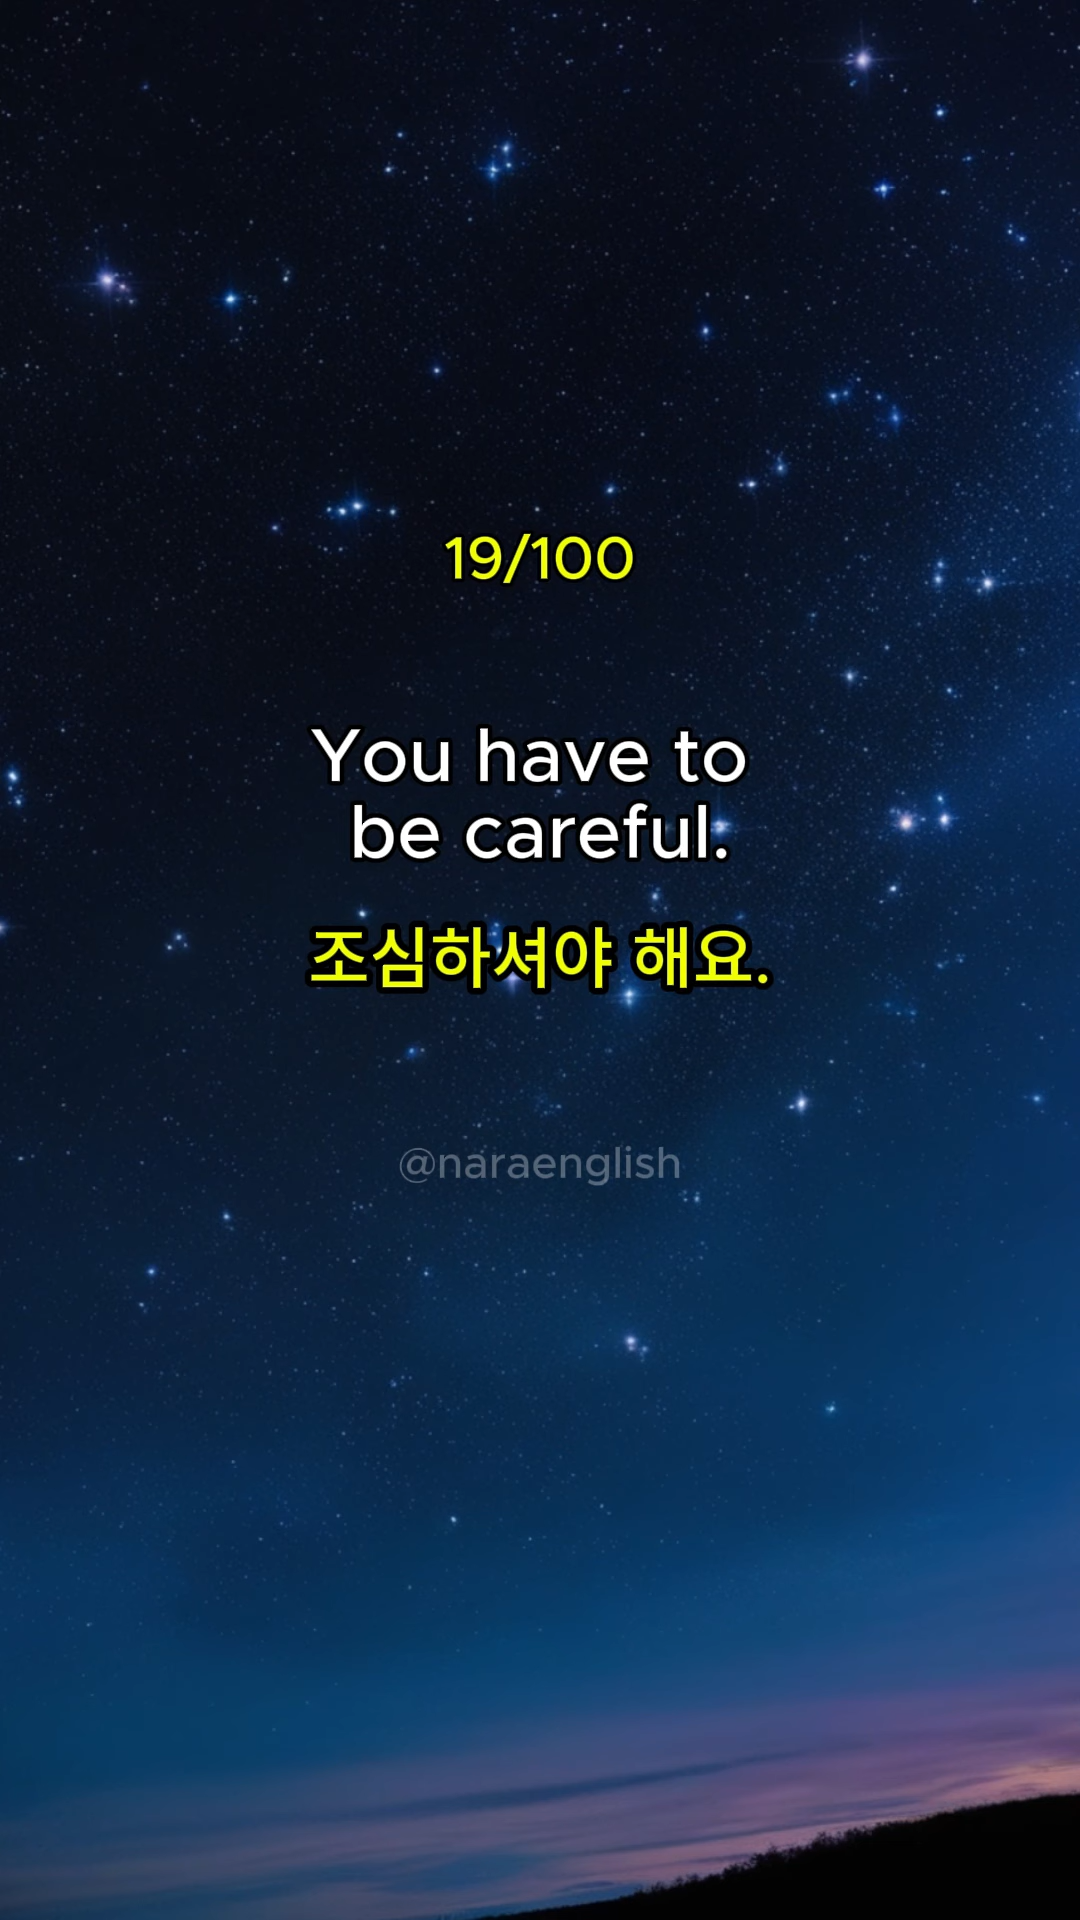 19/100
You have to
be careful.
조심하셔야 해요.
@naraenglish